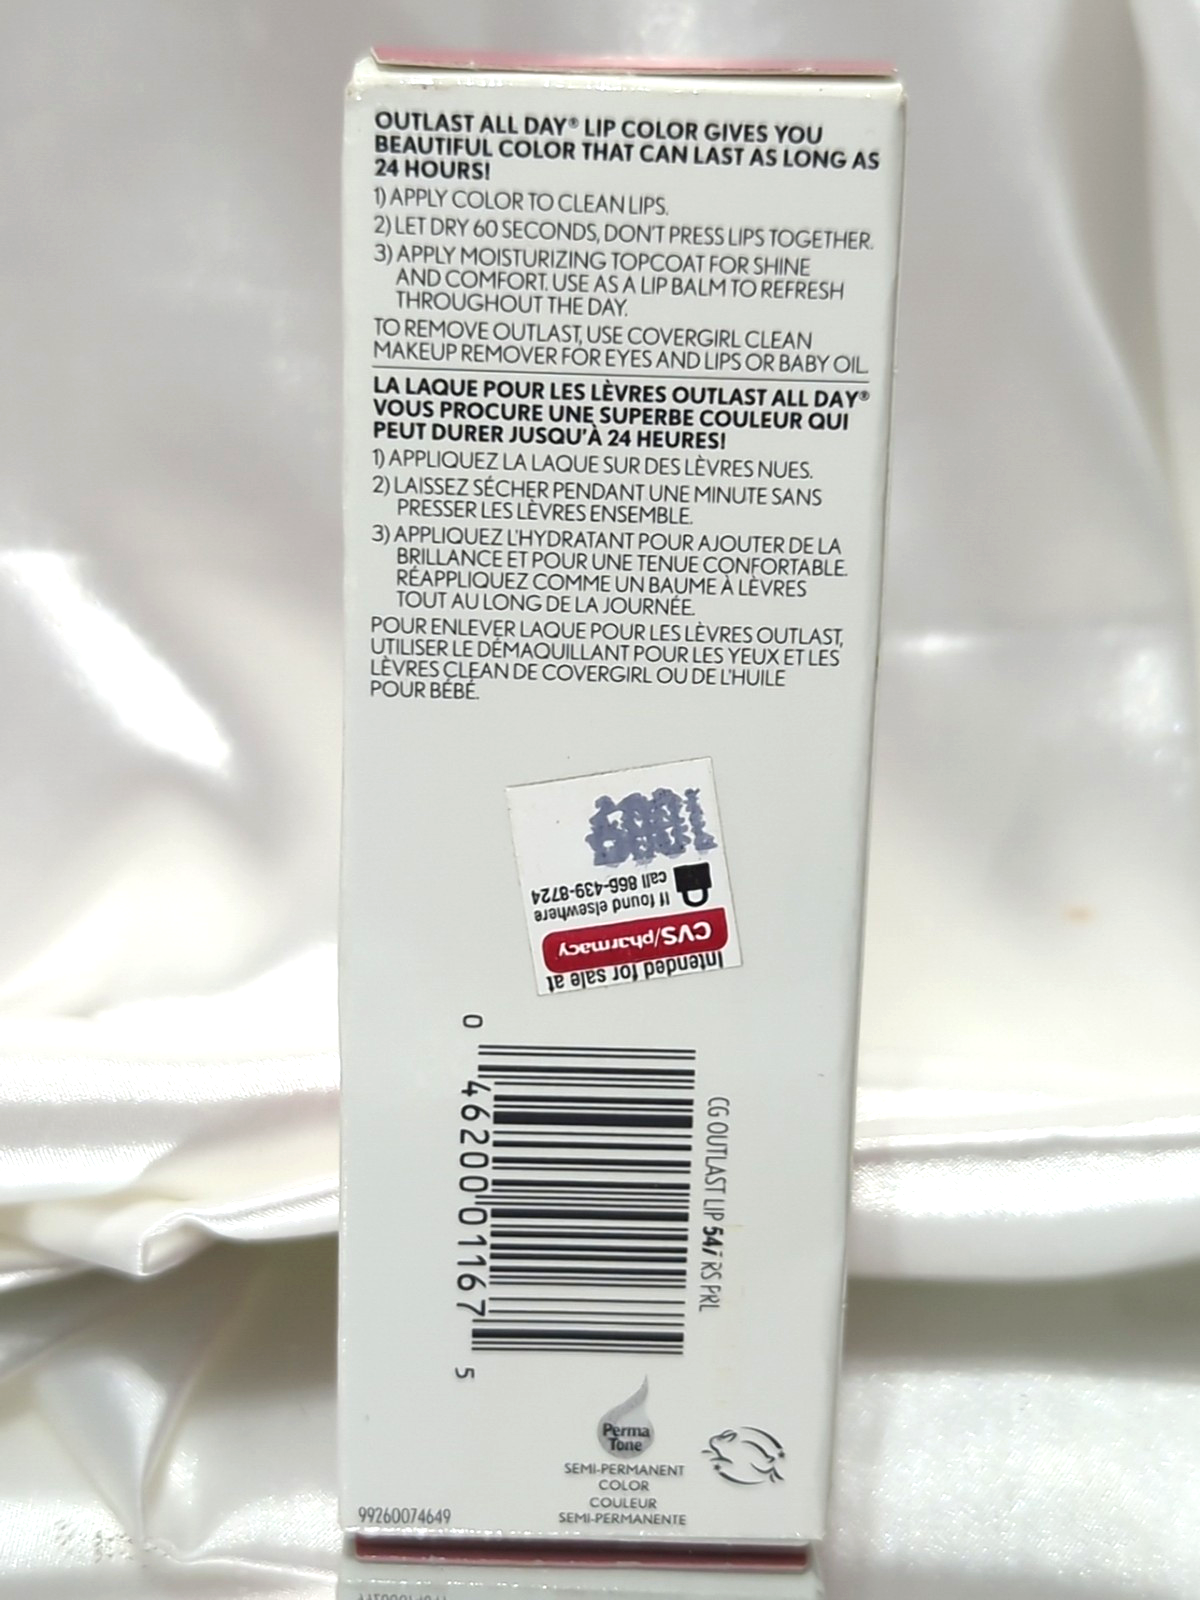 OUTLAST ALL DAY® LIP COLOR GIVES YOU
BEAUTIFUL COLOR THAT CAN LAST AS LONG AS
24 HOURS!
1) APPLY COLOR TO CLEAN LIPS.
2) LET DRY 60 SECONDS, DON'T PRESS LIPS TOGETHER.
3) APPLY MOISTURIZING TOPCOAT FOR SHINE
AND COMFORT. USE AS A LIP BALM TO REFRESH
THROUGHOUT THE DAY.
TO REMOVE OUTLAST, USE COVERGIRL CLEAN
MAKEUP REMOVER FOR EYES AND LIPS OR BABY OIL.
LA LAQUE POUR LES LÈVRES OUTLAST ALL DAY®
VOUS PROCURE UNE SUPERBE COULEUR QUI
PEUT DURER JUSQU'À 24 HEURES!
1) APPLIQUEZ LA LAQUE SUR DES LÈVRES NUES.
2) LAISSEZ SÉCHER PENDANT UNE MINUTE SANS
PRESSER LES LÈVRES ENSEMBLE.
3) APPLIQUEZ L'HYDRATANT POUR AJOUTER DE LA
BRILLANCE ET POUR UNE TENUE CONFORTABLE.
RÉAPPLIQUEZ COMME UN BAUME À LÈVRES
TOUT AU LONG DE LA JOURNÉE.
POUR ENLEVER LAQUE POUR LES LÈVRES OUTLAST,
UTILISER LE DÉMAQUILLANT POUR LES YEUX ET LES
LÈVRES CLEAN DE COVERGIRL OU DE L'HUILE
POUR BÉBÉ.
Intended for sale at
CVS/pharmacy
If found elsewhere
call 866-439-8724
0 46200 01167 5
CG OUTLAST LIP 547 RS PRL
Perma
Tone
SEMI-PERMANENT
COLOR
COULEUR
SEMI-PERMANENTE
99260074649